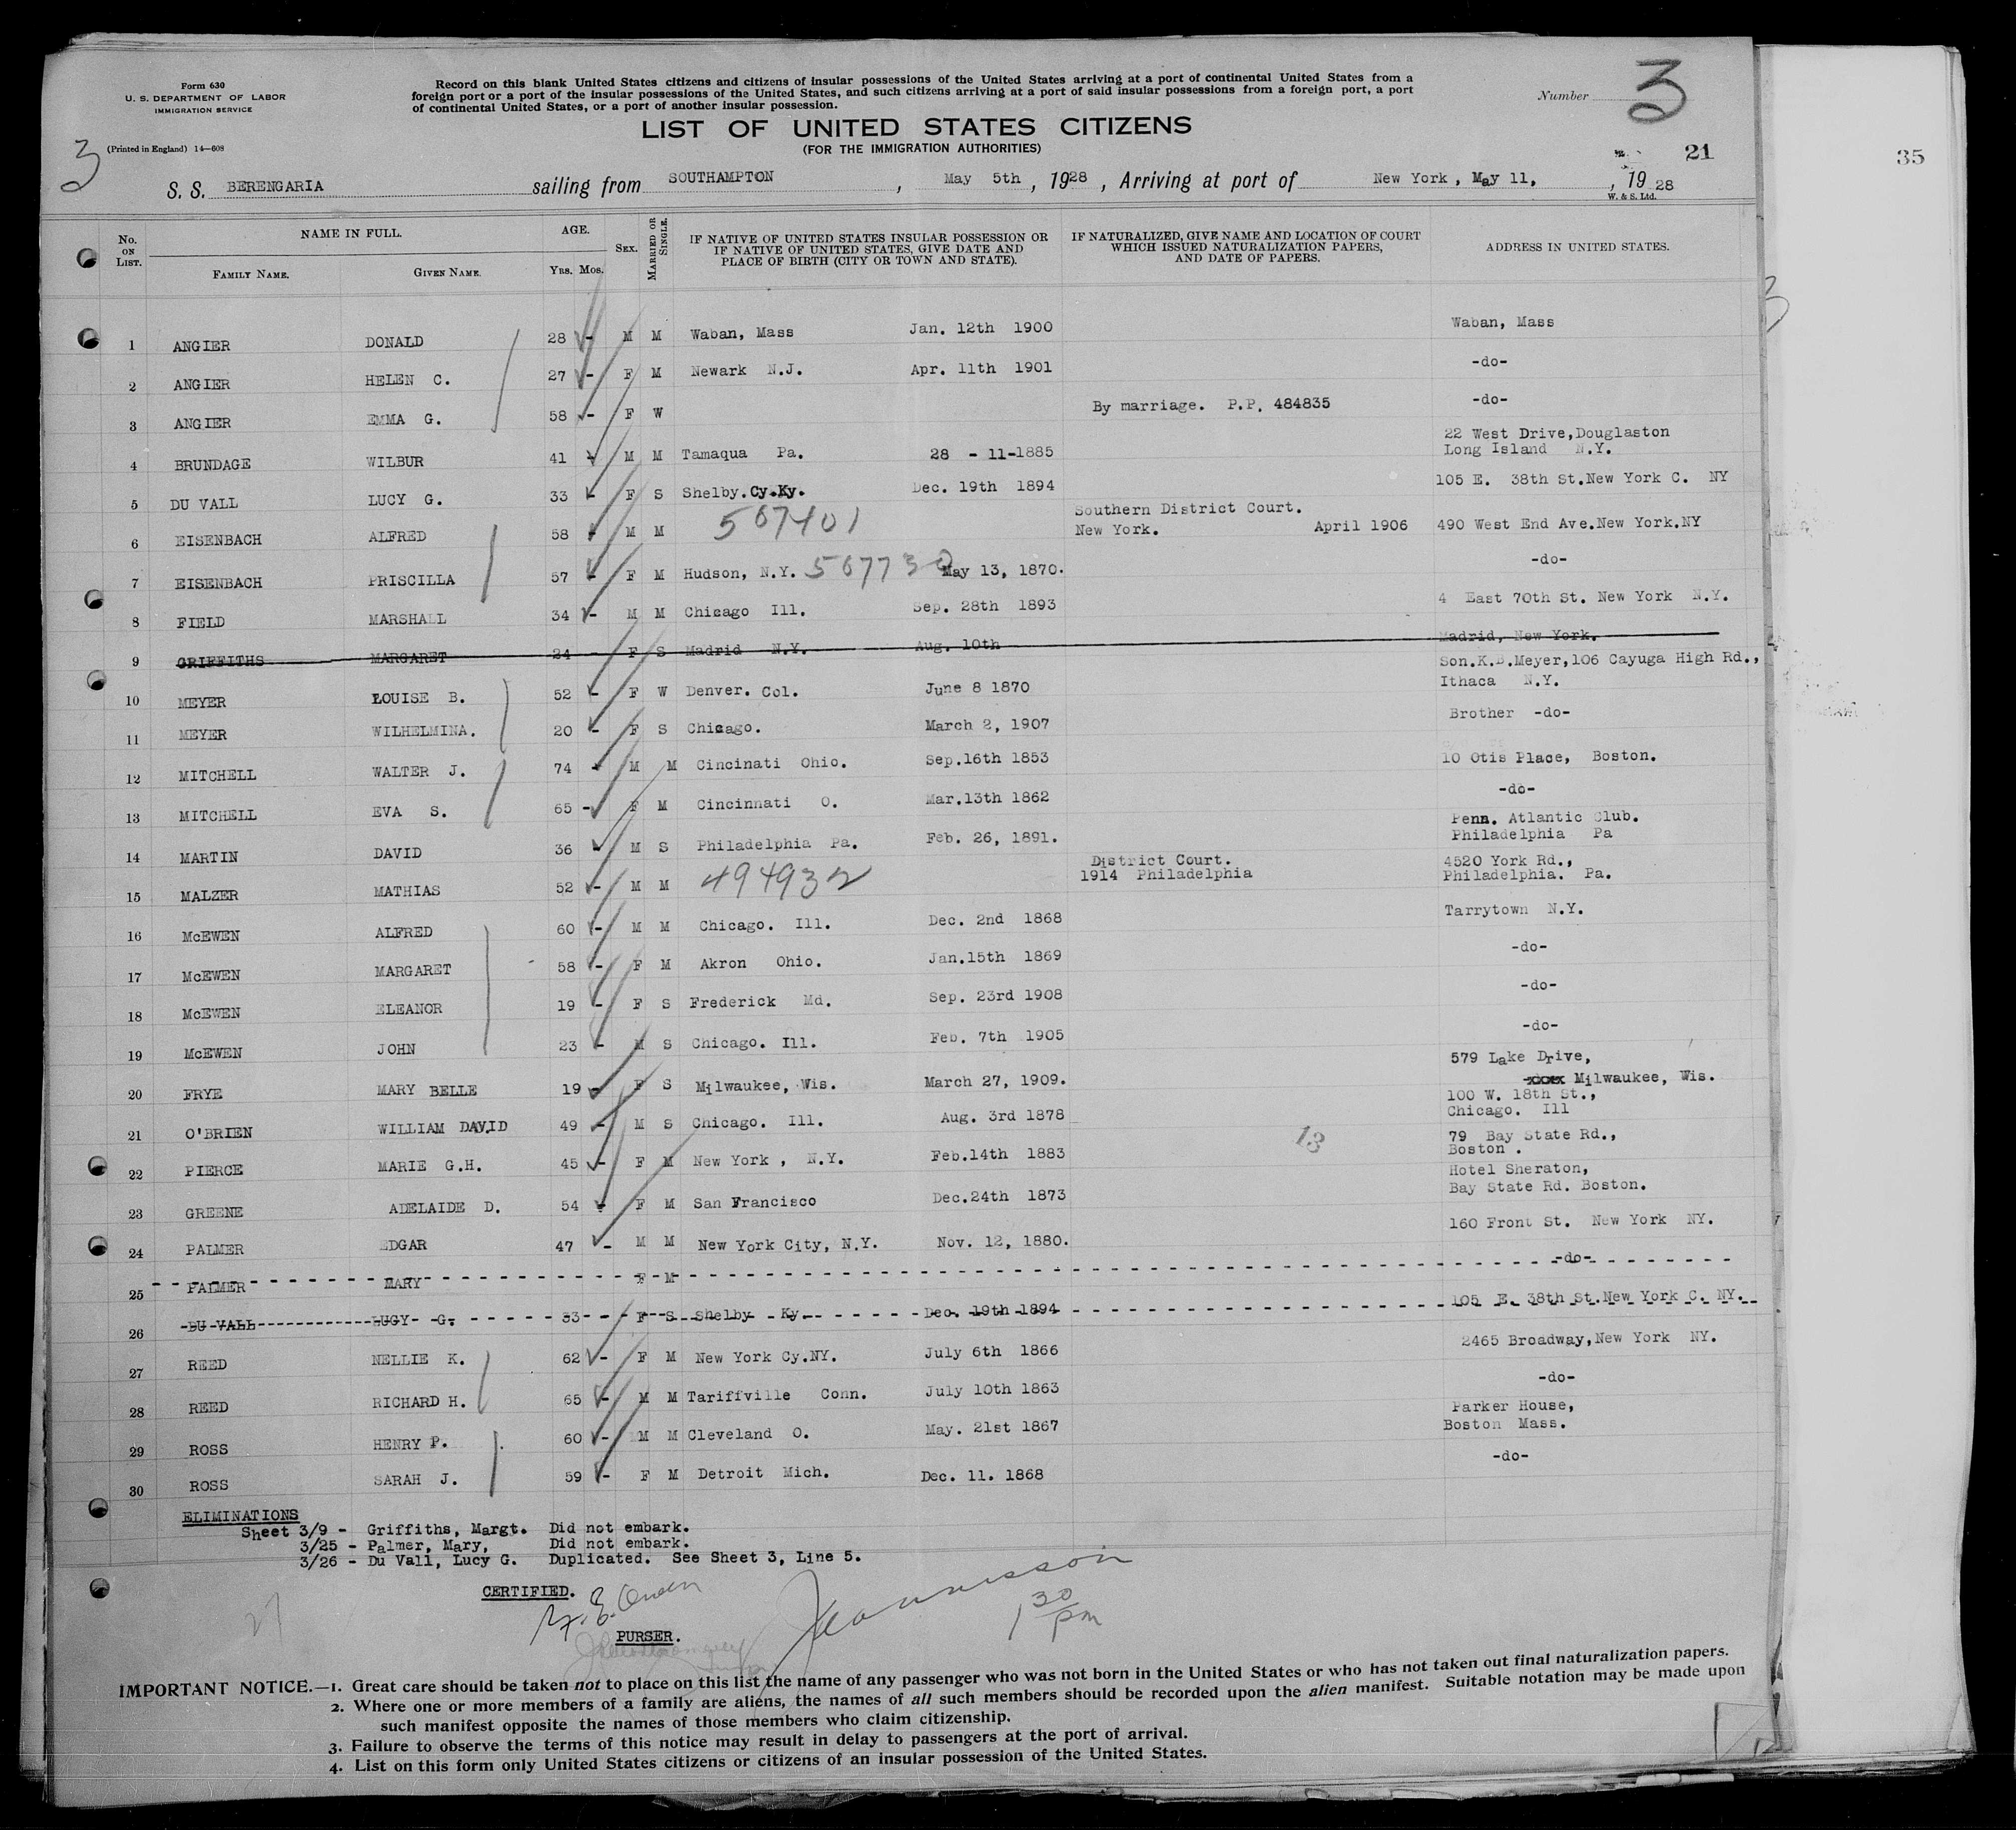 Form 630
U. S. DEPARTMENT OF LABOR
IMMIGRATION SERVICE
(Printed in England) 14—608
Record on this blank United States citizens and citizens of insular possessions of the United States arriving at a port of continental United States from a
foreign port or a port of the insular possessions of the United States, and such citizens arriving at a port of said insular possessions from a foreign port, a port
of continental United States, or a port of another insular possession.
Number 3
LIST OF UNITED STATES CITIZENS
(FOR THE IMMIGRATION AUTHORITIES)
3
21
35
S. S. BERENGARIA sailing from SOUTHAMPTON, May 5th, 1928, Arriving at port of New York, May 11, , 1928
W. & S. Ltd.
No. ON LIST. NAME IN FULL. FAMILY NAME. GIVEN NAME. AGE. YRS. MOS. SEX. MARRIED OR SINGLE. IF NATIVE OF UNITED STATES INSULAR POSSESSION OR IF NATIVE OF UNITED STATES, GIVE DATE AND PLACE OF BIRTH (CITY OR TOWN AND STATE). IF NATURALIZED, GIVE NAME AND LOCATION OF COURT WHICH ISSUED NATURALIZATION PAPERS, AND DATE OF PAPERS. ADDRESS IN UNITED STATES.
1 ANGIER DONALD 28 - M M Waban, Mass Jan. 12th 1900 Waban, Mass
2 ANGIER HELEN C. 27 - F M Newark N.J. Apr. 11th 1901 -do-
3 ANGIER EMMA G. 58 - F W By marriage. P.P. 484835 -do-
4 BRUNDAGE WILBUR 41 - M M Tamaqua Pa. 28 - 11-1885 22 West Drive,Douglaston Long Island N.Y.
5 DU VALL LUCY G. 33 - F S Shelby.Cy.Ky. Dec. 19th 1894 105 E. 38th St.New York C. NY
6 EISENBACH ALFRED 58 - M M 507401 Southern District Court. New York. April 1906 490 West End Ave.New York.NY
7 EISENBACH PRISCILLA 57 - F M Hudson, N.Y. 507730 May 13, 1870. -do-
8 FIELD MARSHALL 34 - M M Chicago Ill. Sep. 28th 1893 4 East 70th St. New York N.Y.
9 GRIFFITHS MARGARET 24 - F S Madrid N.Y. Aug. 10th Madrid, New York.
10 MEYER LOUISE B. 52 - F W Denver. Col. June 8 1870 Son.K.B.Meyer,106 Cayuga High Rd., Ithaca N.Y.
11 MEYER WILHELMINA. 20 - F S Chicago. March 2, 1907 Brother -do-
12 MITCHELL WALTER J. 74 - M M Cincinati Ohio. Sep.16th 1853 10 Otis Place, Boston.
13 MITCHELL EVA S. 65 - F M Cincinnati O. Mar.13th 1862 -do-
14 MARTIN DAVID 36 - M S Philadelphia Pa. Feb. 26, 1891. Penn. Atlantic Club. Philadelphia Pa
15 MALZER MATHIAS 52 - M M 494932 District Court. 1914 Philadelphia 4520 York Rd., Philadelphia. Pa.
16 McEWEN ALFRED 60 - M M Chicago. Ill. Dec. 2nd 1868 Tarrytown N.Y.
17 McEWEN MARGARET 58 - F M Akron Ohio. Jan.15th 1869 -do-
18 McEWEN ELEANOR 19 - F S Frederick Md. Sep. 23rd 1908 -do-
19 McEWEN JOHN 23 - M S Chicago. Ill. Feb. 7th 1905 -do-
20 FRYE MARY BELLE 19 - F S Milwaukee, Wis. March 27, 1909. 579 Lake Drive, Milwaukee, Wis.
21 O'BRIEN WILLIAM DAVID 49 - M S Chicago. Ill. Aug. 3rd 1878 100 W. 18th St., Chicago. Ill
22 PIERCE MARIE G.H. 45 - F M New York , N.Y. Feb.14th 1883 13 79 Bay State Rd., Boston .
23 GREENE ADELAIDE D. 54 - F M San Francisco Dec.24th 1873 Hotel Sheraton, Bay State Rd. Boston.
24 PALMER EDGAR 47 - M M New York City, N.Y. Nov. 12, 1880. 160 Front St. New York NY.
25 PALMER MARY F M -do-
26 DU VALL LUCY G. 33 - F S Shelby Ky. Dec. 19th 1894 105 E. 38th St.New York C. NY.
27 REED NELLIE K. 62 - F M New York Cy.NY. July 6th 1866 2465 Broadway,New York NY.
28 REED RICHARD H. 65 - M M Tariffville Conn. July 10th 1863 -do-
29 ROSS HENRY P. 60 - M M Cleveland O. May. 21st 1867 Parker House, Boston Mass.
30 ROSS SARAH J. 59 - F M Detroit Mich. Dec. 11. 1868 -do-
ELIMINATIONS
Sheet 3/9 - Griffiths, Margt. Did not embark.
3/25 - Palmer, Mary, Did not embark.
3/26 - Du Vall, Lucy G. Duplicated. See Sheet 3, Line 5.
CERTIFIED.
PURSER.
1 30 pm
27
IMPORTANT NOTICE.—1. Great care should be taken not to place on this list the name of any passenger who was not born in the United States or who has not taken out final naturalization papers.
2. Where one or more members of a family are aliens, the names of all such members should be recorded upon the alien manifest. Suitable notation may be made upon
such manifest opposite the names of those members who claim citizenship.
3. Failure to observe the terms of this notice may result in delay to passengers at the port of arrival.
4. List on this form only United States citizens or citizens of an insular possession of the United States.